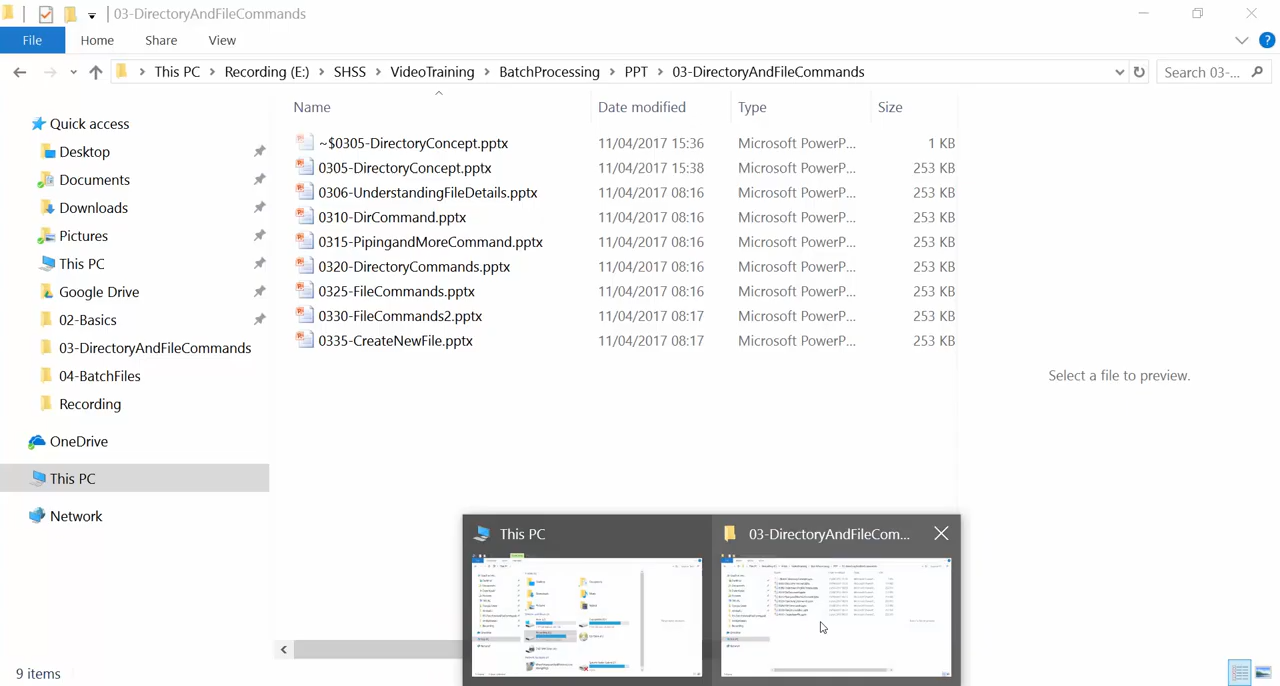 03-DirectoryAndFileCommands
File Home Share View
This PC Recording (E:) SHSS VideoTraining BatchProcessing PPT 03-DirectoryAndFileCommands Search 03-...
Name Date modified Type Size
Quick access
Desktop
Documents
Downloads
Pictures
This PC
Google Drive
02-Basics
03-DirectoryAndFileCommands
04-BatchFiles
Recording
OneDrive
This PC
Network
~$0305-DirectoryConcept.pptx 11/04/2017 15:36 Microsoft PowerP... 1 KB
0305-DirectoryConcept.pptx 11/04/2017 15:38 Microsoft PowerP... 253 KB
0306-UnderstandingFileDetails.pptx 11/04/2017 08:16 Microsoft PowerP... 253 KB
0310-DirCommand.pptx 11/04/2017 08:16 Microsoft PowerP... 253 KB
0315-PipingandMoreCommand.pptx 11/04/2017 08:16 Microsoft PowerP... 253 KB
0320-DirectoryCommands.pptx 11/04/2017 08:16 Microsoft PowerP... 253 KB
0325-FileCommands.pptx 11/04/2017 08:16 Microsoft PowerP... 253 KB
0330-FileCommands2.pptx 11/04/2017 08:17 Microsoft PowerP... 253 KB
0335-CreateNewFile.pptx 11/04/2017 08:17 Microsoft PowerP... 253 KB
Select a file to preview.
This PC 03-DirectoryAndFileCom...
9 items